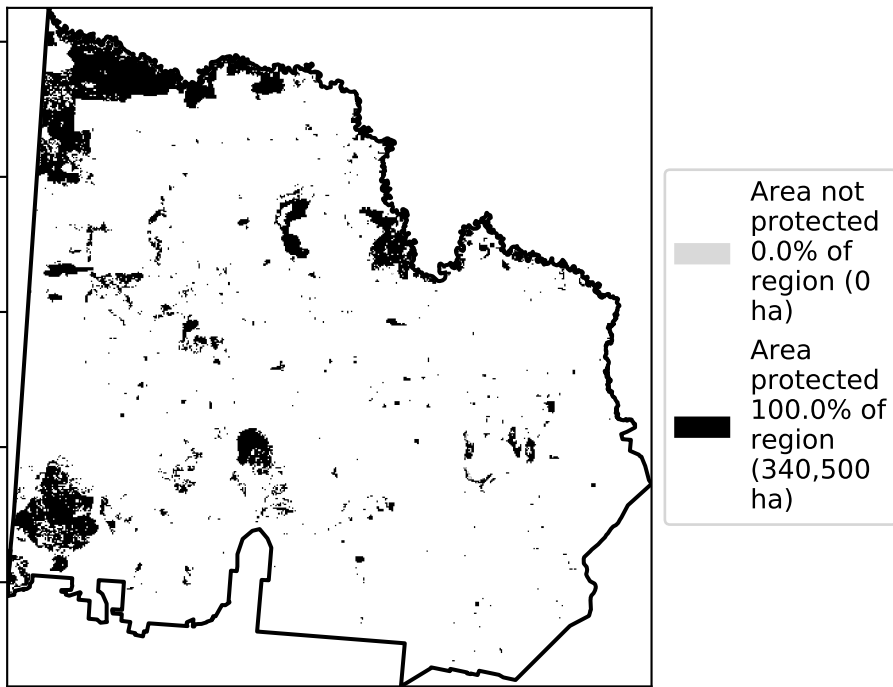 Area not
protected
0.0% of
region (0
ha)
Area
protected
100.0% of
region
(340,500
ha)